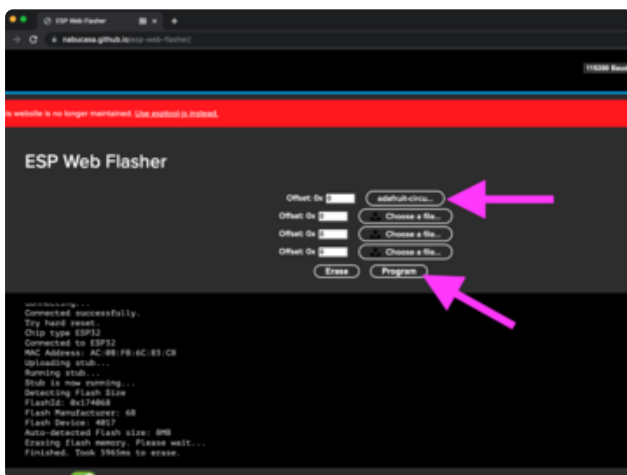 ESP Web Flasher
nabucasa.github.io/esp-web-flasher/
115200 Baud
is website is no longer maintained. Use esptool-js instead.
ESP Web Flasher
Offset: 0x 0 adafruit-circu...
Offset: 0x 0 Choose a file...
Offset: 0x 0 Choose a file...
Offset: 0x 0 Choose a file...
Erase Program
Connecting...
Connected successfully.
Try hard reset.
Chip type ESP32
Connected to ESP32
MAC Address: AC:0B:FB:6C:83:C8
Uploading stub...
Running stub...
Stub is now running...
Detecting Flash Size
FlashId: 0x174068
Flash Manufacturer: 68
Flash Device: 4017
Auto-detected Flash size: 8MB
Erasing flash memory. Please wait...
Finished. Took 5965ms to erase.